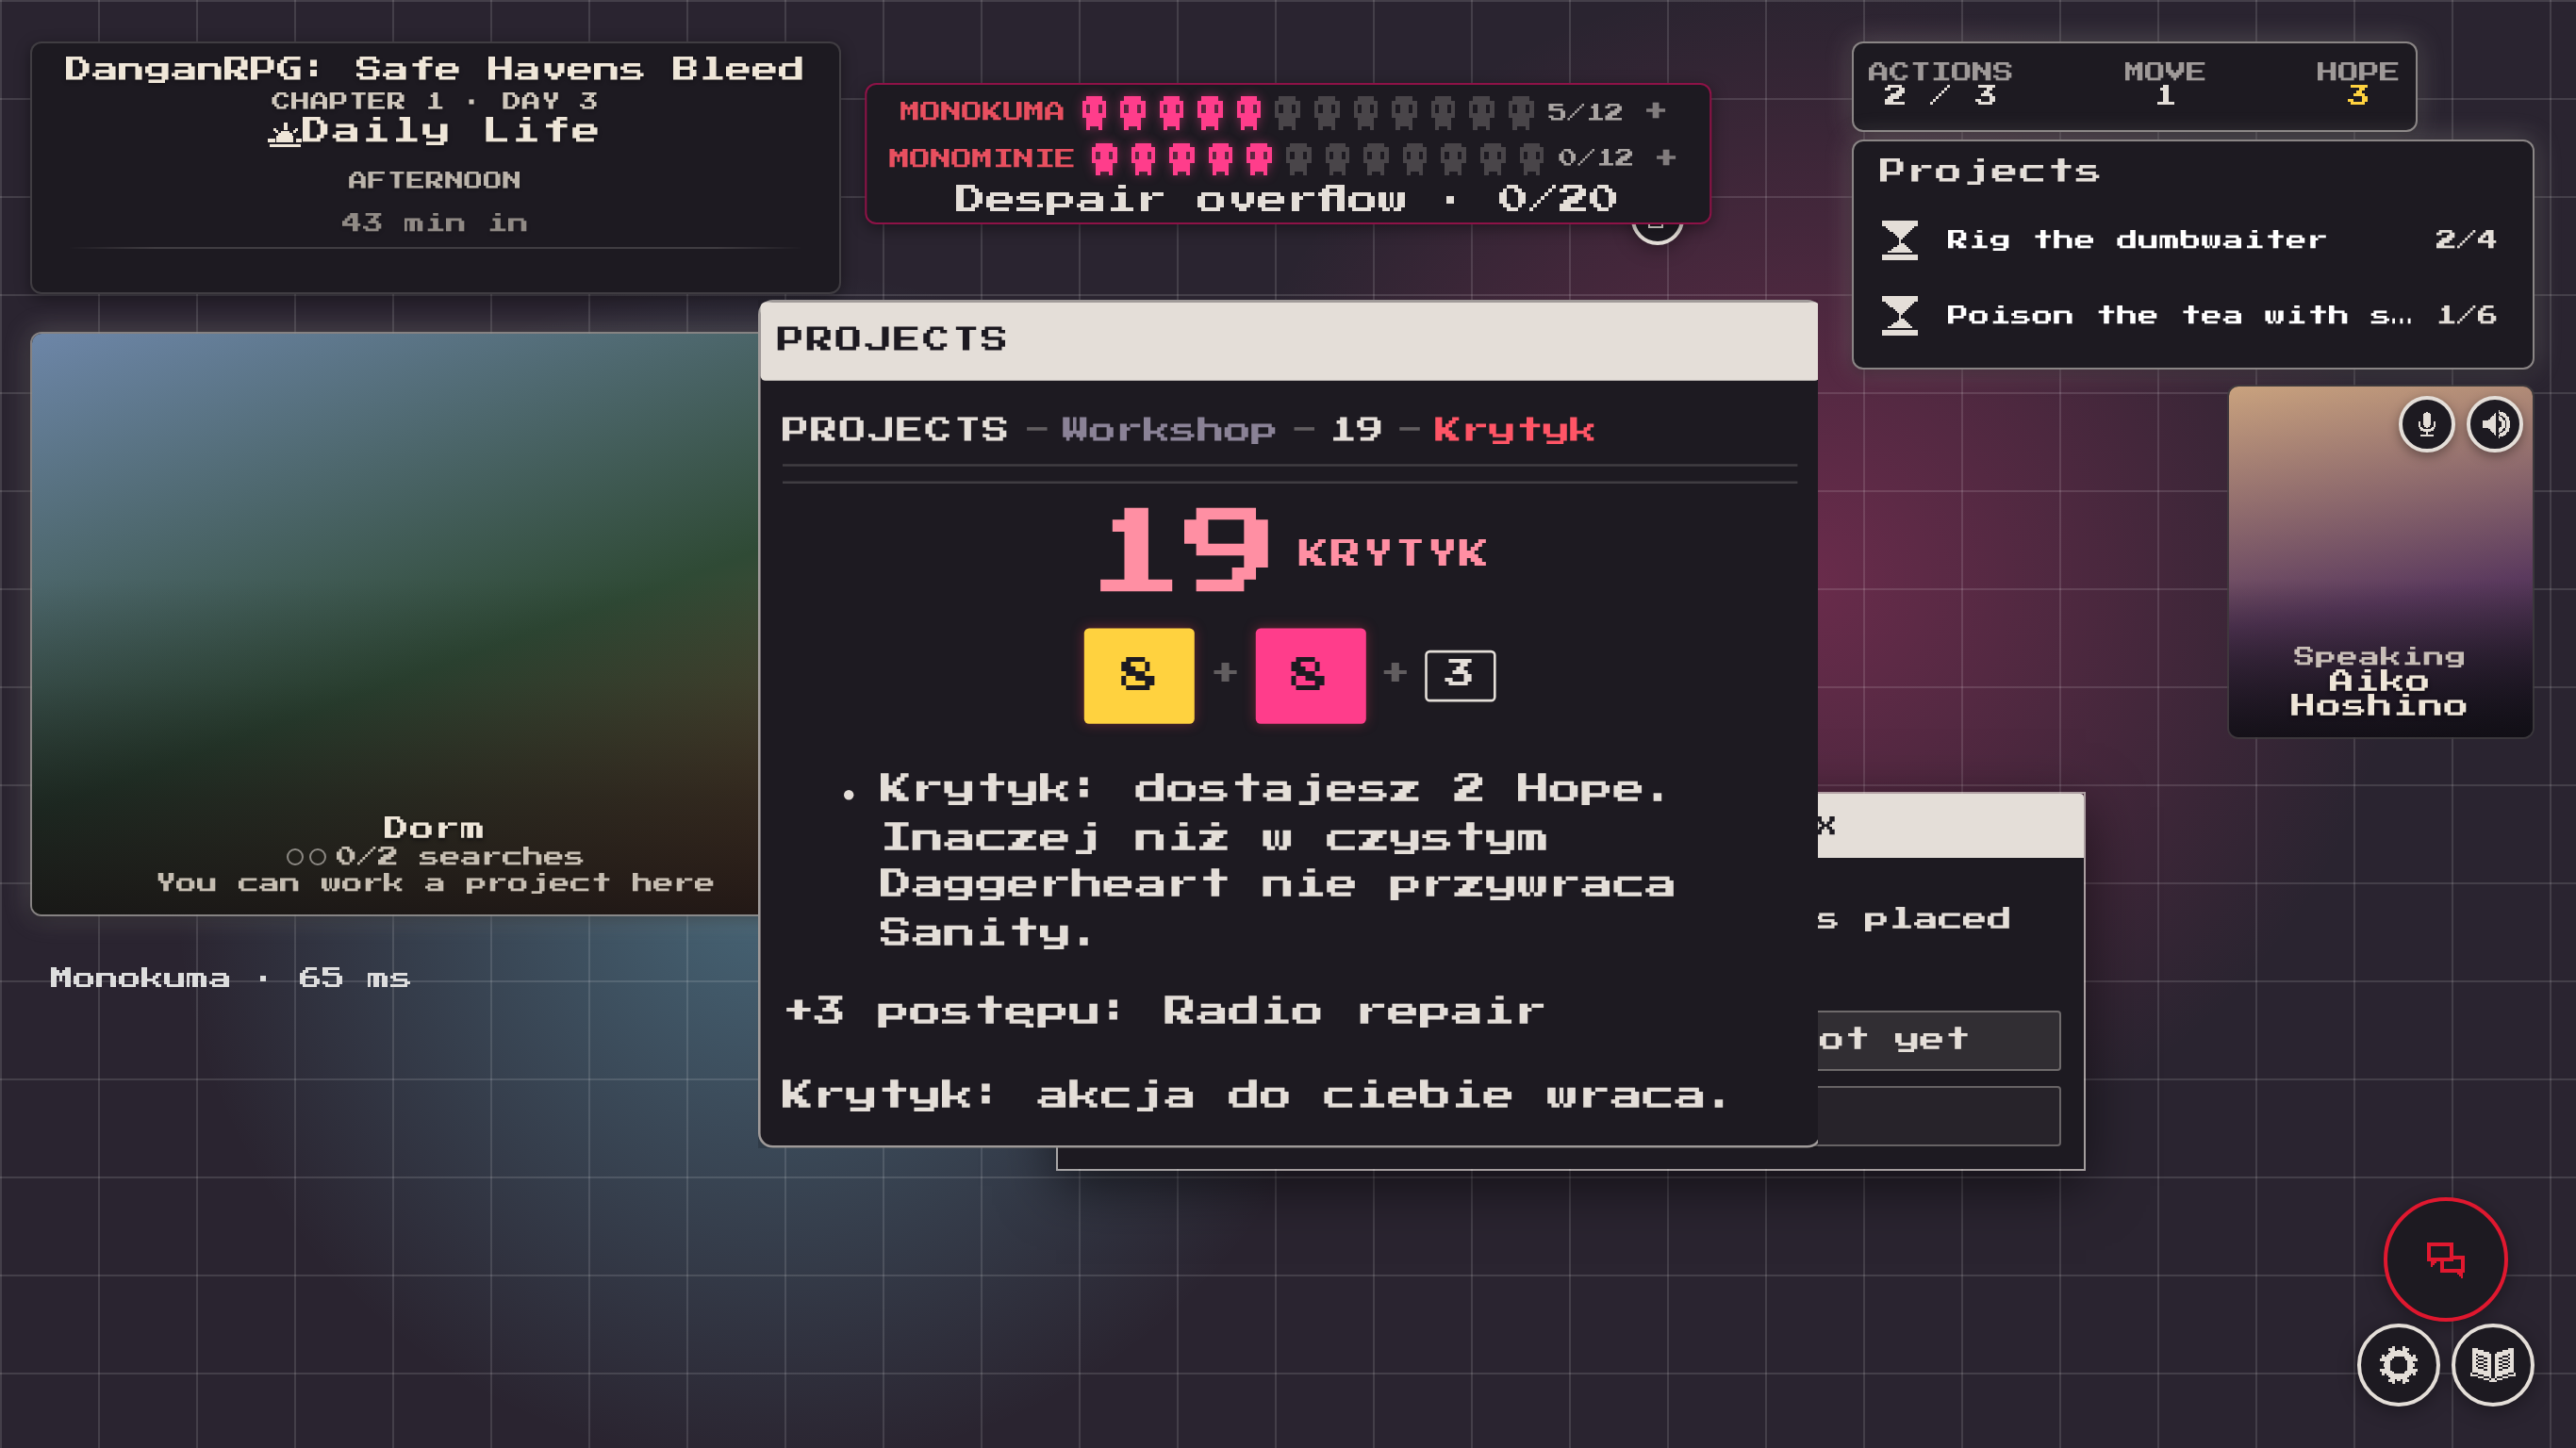 DanganRPG: Safe Havens Bleed
CHAPTER 1 · DAY 3
Daily Life
AFTERNOON
43 min in
MONOKUMA 5/12 +
MONOMINIE 0/12 +
Despair overflow · 0/20
ACTIONS MOVE HOPE
2 / 3 1 3
Projects
Rig the dumbwaiter 2/4
Poison the tea with s… 1/6
PROJECTS
PROJECTS – Workshop – 19 – Krytyk
19 KRYTYK
8 + 8 + 3
• Krytyk: dostajesz 2 Hope.
Inaczej niż w czystym
Daggerheart nie przywraca
Sanity.
+3 postępu: Radio repair
Krytyk: akcja do ciebie wraca.
Dorm
0/2 searches
You can work a project here
Monokuma · 65 ms
Speaking
Aiko
Hoshino
x
placed
yet